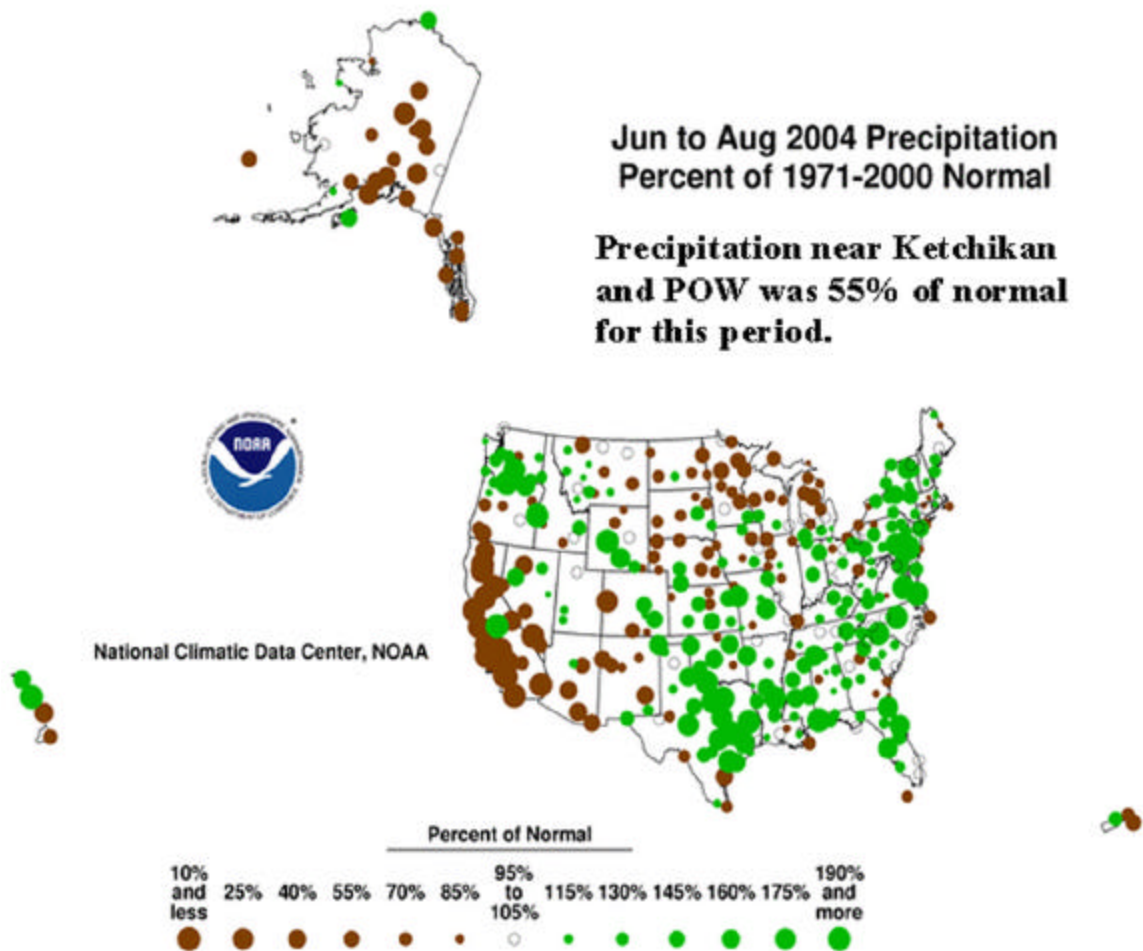 Jun to Aug 2004 Precipitation
Percent of 1971-2000 Normal
Precipitation near Ketchikan
and POW was 55% of normal
for this period.
NOAA
National Climatic Data Center, NOAA
Percent of Normal
10% and less 25% 40% 55% 70% 85% 95% to 105% 115% 130% 145% 160% 175% 190% and more